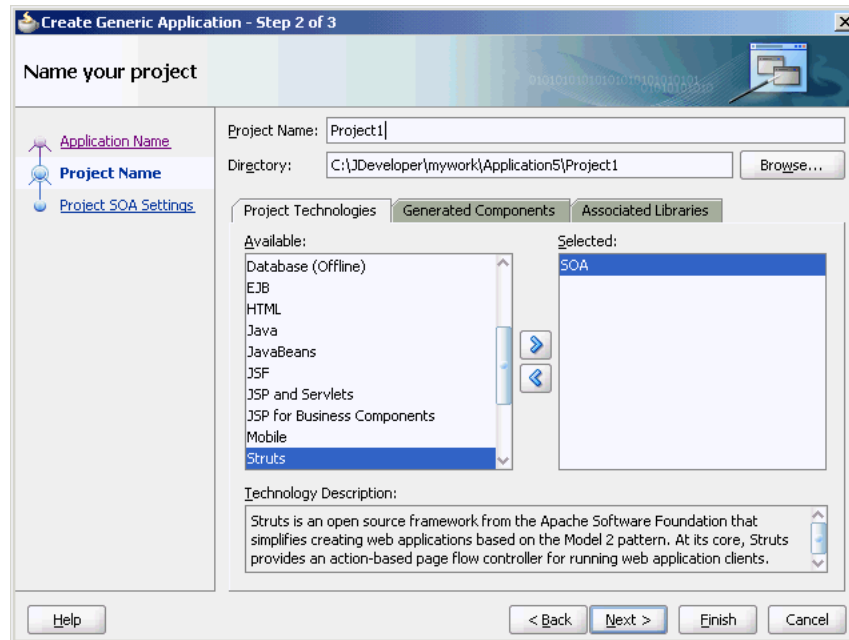 Create Generic Application - Step 2 of 3
Name your project
Application Name
Project Name
Project SOA Settings
Project Name: Project1
Directory: C:\JDeveloper\mywork\Application5\Project1 Browse...
Project Technologies Generated Components Associated Libraries
Available: Selected:
Database (Offline) SOA
EJB
HTML
Java
JavaBeans
JSF
JSP and Servlets
JSP for Business Components
Mobile
Struts
Technology Description:
Struts is an open source framework from the Apache Software Foundation that
simplifies creating web applications based on the Model 2 pattern. At its core, Struts
provides an action-based page flow controller for running web application clients.
Help < Back Next > Finish Cancel